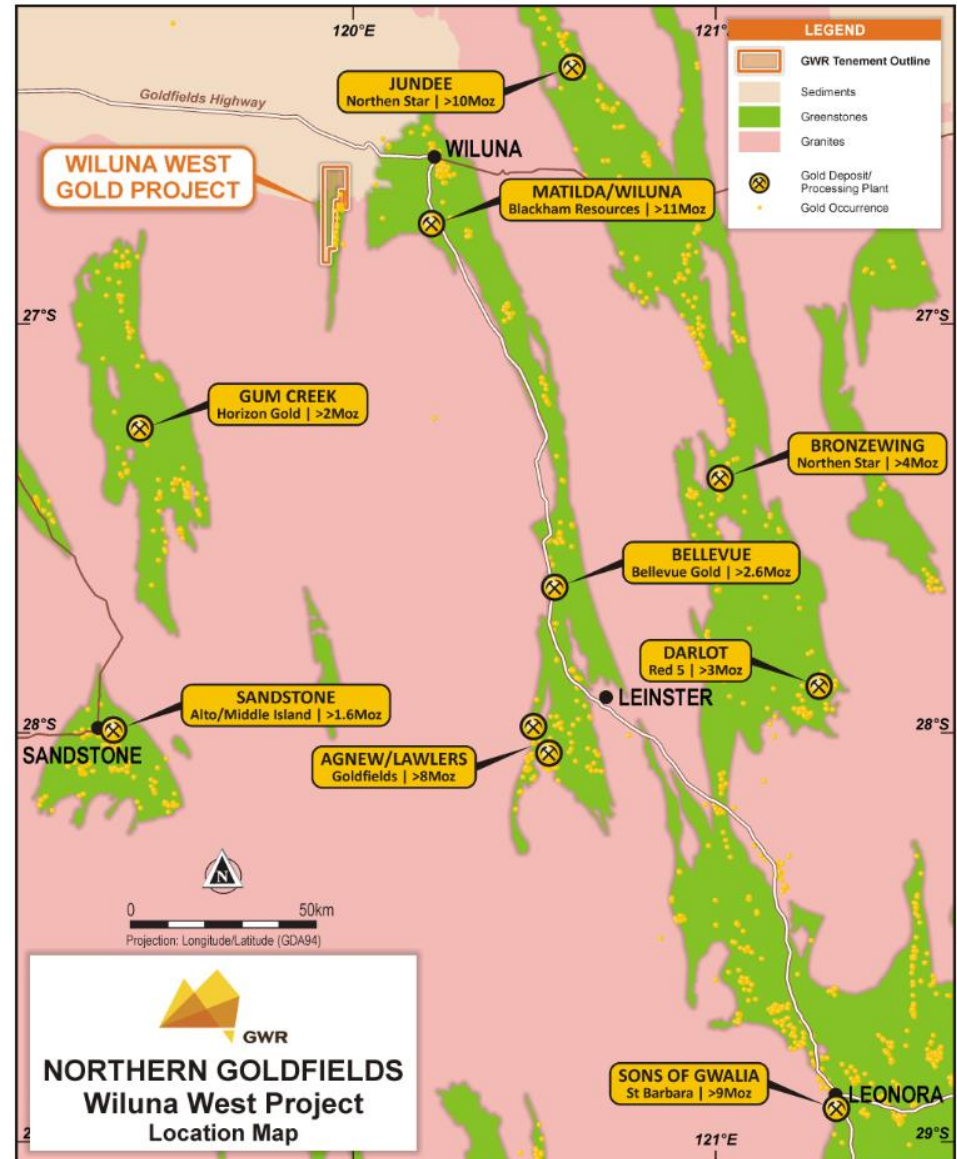 120°E
121°
LEGEND
GWR Tenement Outline
Sediments
Greenstones
Granites
Gold Deposit/
Processing Plant
Gold Occurrence
JUNDEE
Northen Star | >10Moz
Goldfields Highway
WILUNA
WILUNA WEST
GOLD PROJECT
MATILDA/WILUNA
Blackham Resources | >11Moz
27°S
27°S
GUM CREEK
Horizon Gold | >2Moz
BRONZEWING
Northen Star | >4Moz
BELLEVUE
Bellevue Gold | >2.6Moz
DARLOT
Red 5 | >3Moz
LEINSTER
SANDSTONE
Alto/Middle Island | >1.6Moz
28°S
28°S
SANDSTONE
AGNEW/LAWLERS
Goldfields | >8Moz
N
0 50km
Projection: Longitude/Latitude (GDA94)
GWR
NORTHERN GOLDFIELDS
Wiluna West Project
Location Map
SONS OF GWALIA
St Barbara | >9Moz
LEONORA
121°E
29°S